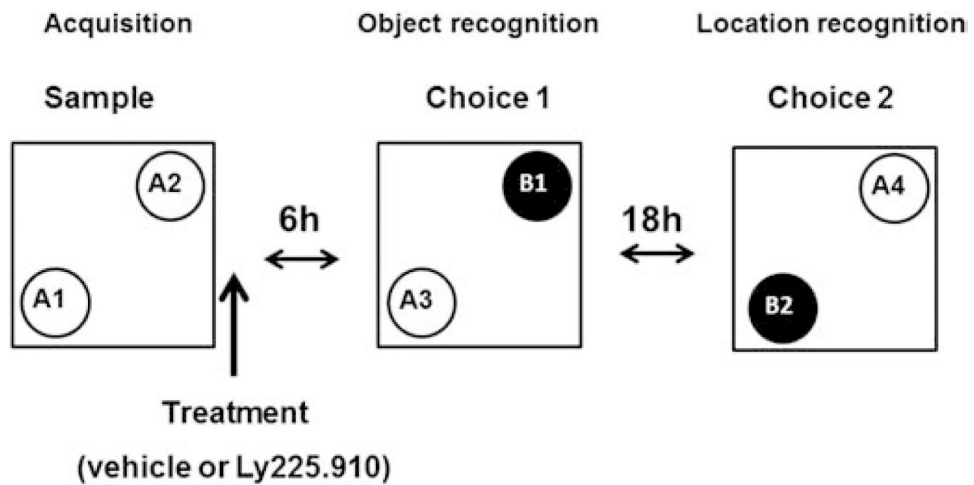 Acquisition Object recognition Location recognition
Sample Choice 1 Choice 2
A2 B1 A4
6h 18h
A1 A3 B2
Treatment
(vehicle or Ly225.910)